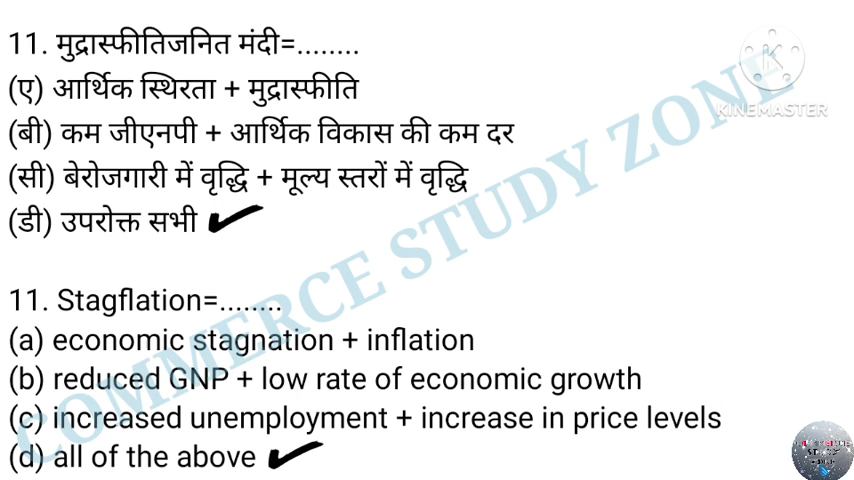 11. मुद्रास्फीतिजनित मंदी=........
(ए) आर्थिक स्थिरता + मुद्रास्फीति
(बी) कम जीएनपी + आर्थिक विकास की कम दर
(सी) बेरोजगारी में वृद्धि + मूल्य स्तरों में वृद्धि
(डी) उपरोक्त सभी
11. Stagflation=........
(a) economic stagnation + inflation
(b) reduced GNP + low rate of economic growth
(c) increased unemployment + increase in price levels
(d) all of the above
COMMERCE STUDY ZONE
K
KINEMASTER